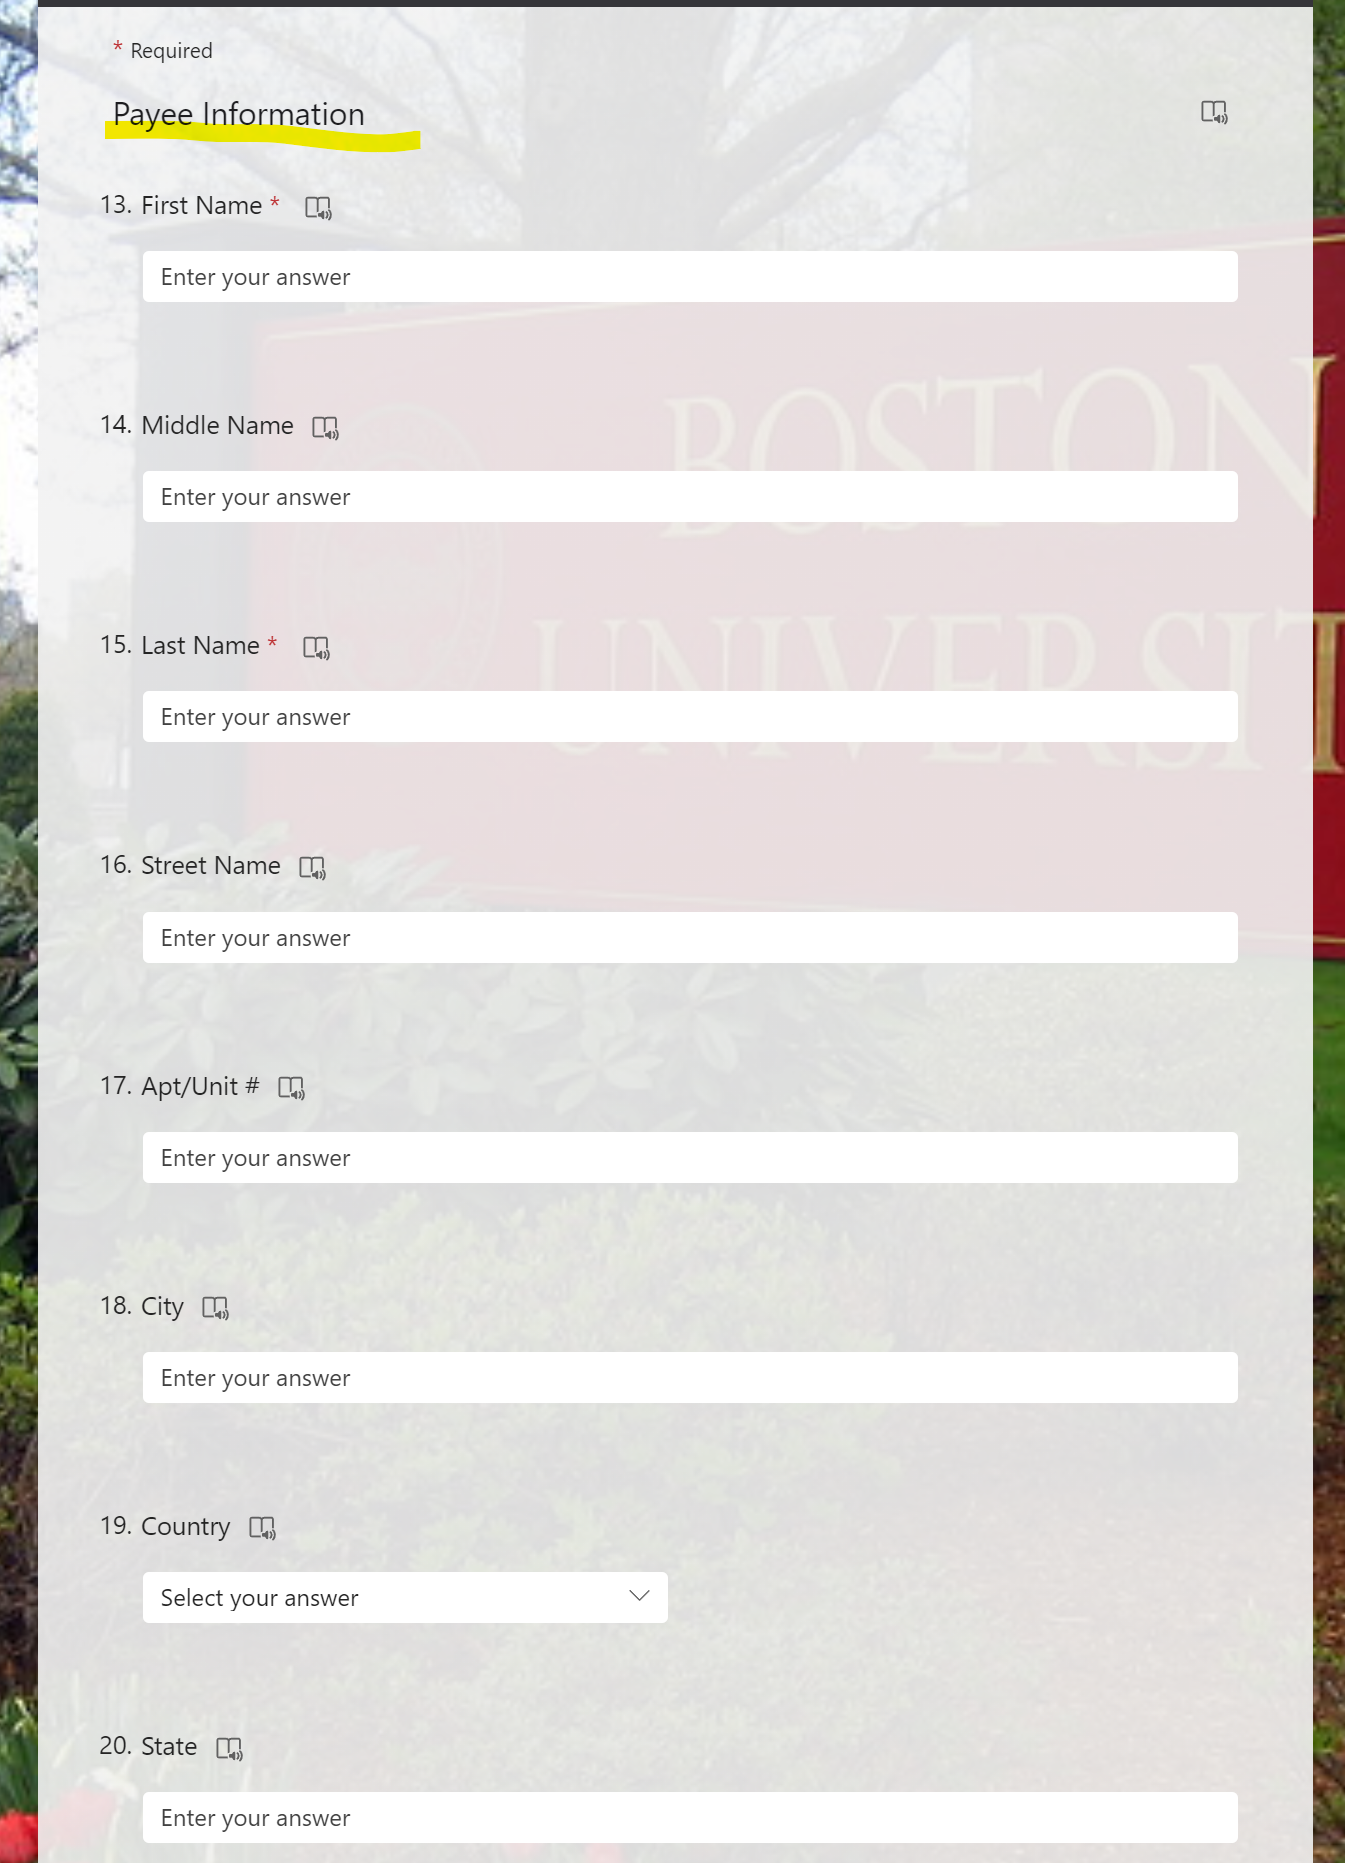 * Required
Payee Information
13. First Name *
Enter your answer
14. Middle Name
Enter your answer
15. Last Name *
Enter your answer
16. Street Name
Enter your answer
17. Apt/Unit #
Enter your answer
18. City
Enter your answer
19. Country
Select your answer
20. State
Enter your answer
BOSTON
UNIVERSIT